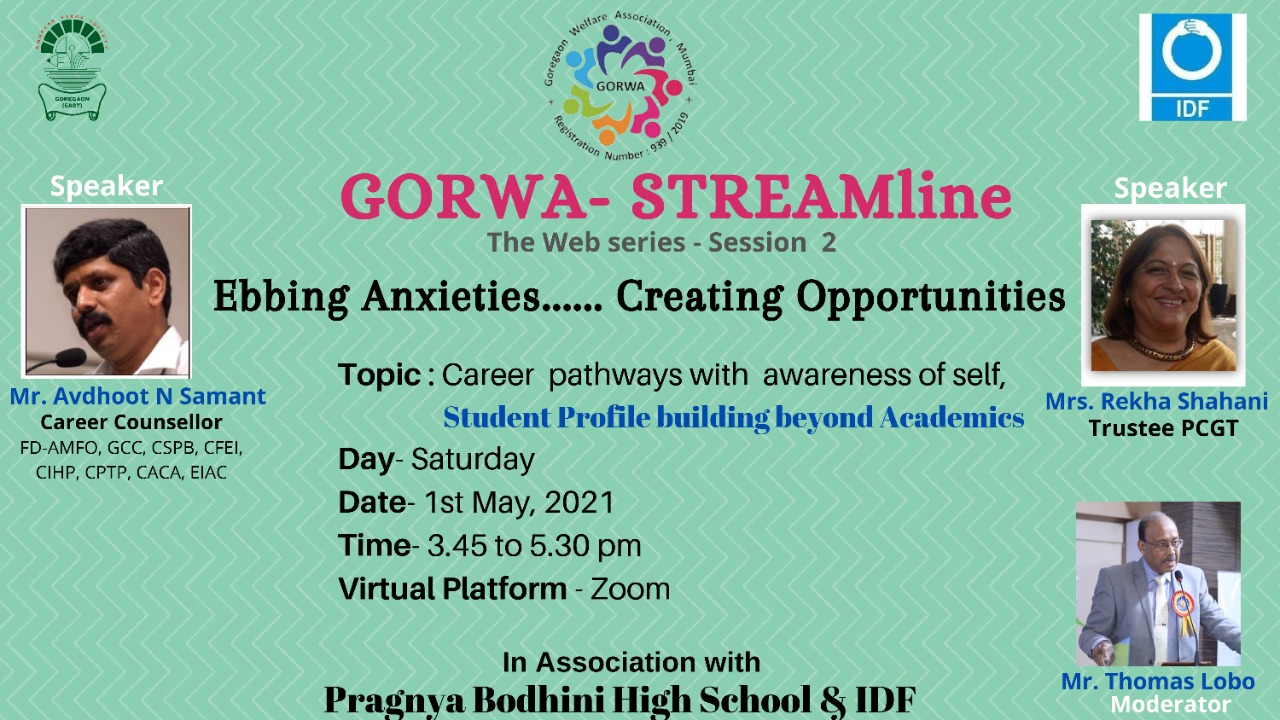 GOREGAON
(EAST)
Goregaon Welfare Association, Mumbai
GORWA
+ Registration Number : 939 / 2019 +
IDF
Speaker
Mr. Avdhoot N Samant
Career Counsellor
FD-AMFO, GCC, CSPB, CFEI,
CIHP, CPTP, CACA, EIAC
GORWA- STREAMline
The Web series - Session 2
Ebbing Anxieties...... Creating Opportunities
Topic : Career pathways with awareness of self,
Student Profile building beyond Academics
Day- Saturday
Date- 1st May, 2021
Time- 3.45 to 5.30 pm
Virtual Platform - Zoom
In Association with
Pragnya Bodhini High School & IDF
Speaker
Mrs. Rekha Shahani
Trustee PCGT
Mr. Thomas Lobo
Moderator